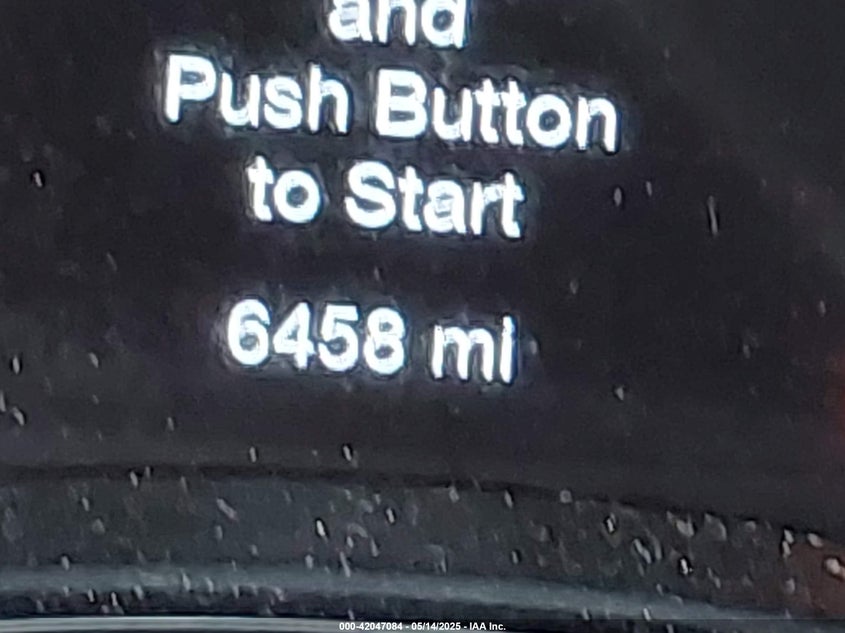 and
Push Button
to Start
6458 mi
000-42047084 - 05/14/2025 - IAA Inc.